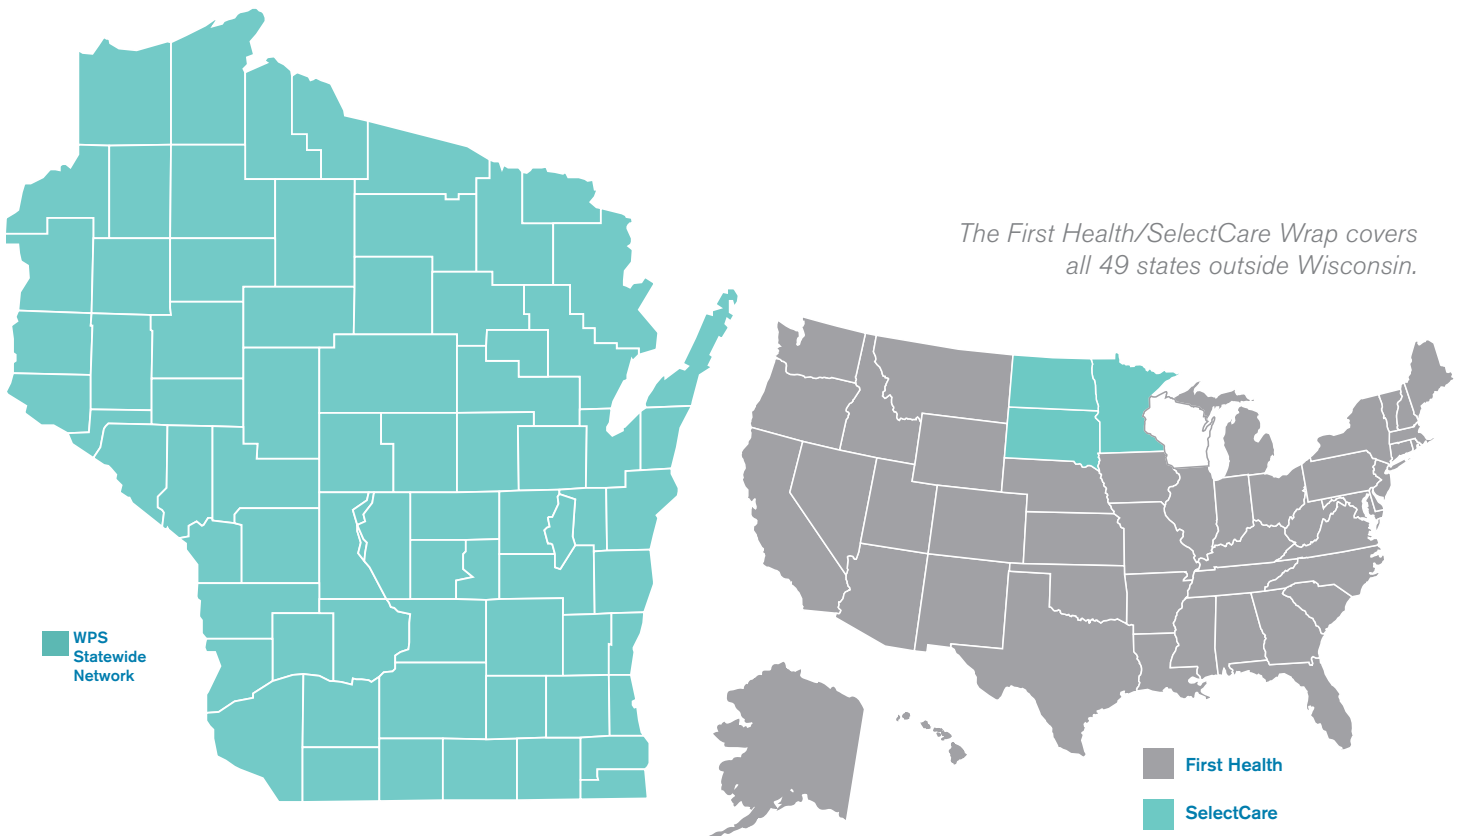 The First Health/SelectCare Wrap covers
all 49 states outside Wisconsin.
WPS
Statewide
Network
First Health
SelectCare